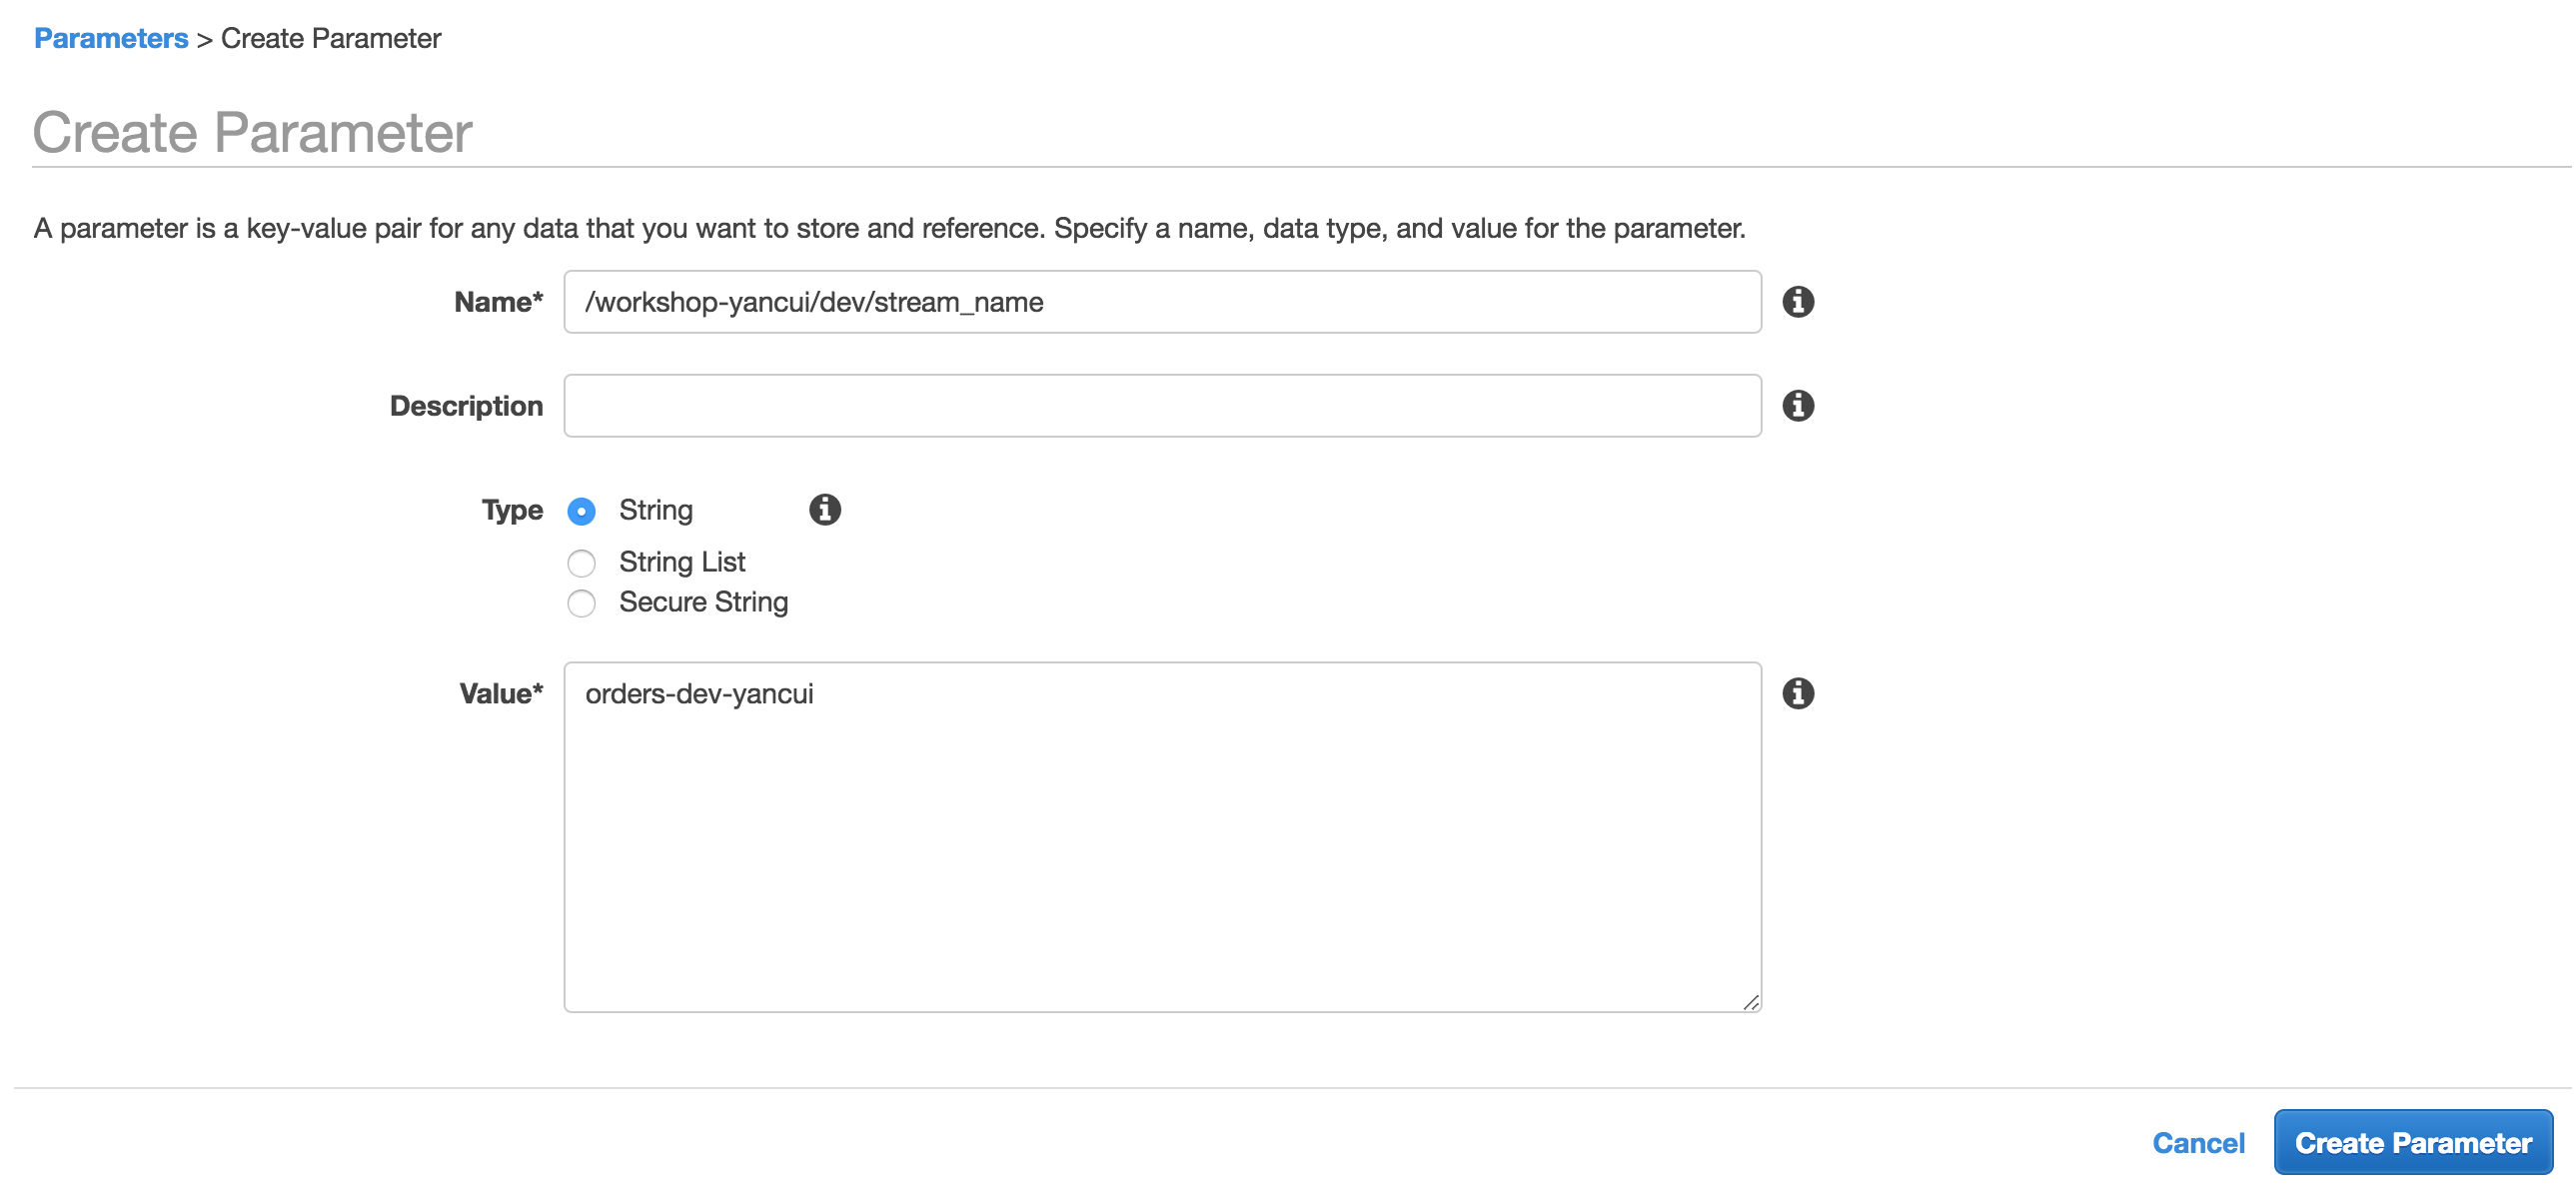 Parameters > Create Parameter
Create Parameter
A parameter is a key-value pair for any data that you want to store and reference. Specify a name, data type, and value for the parameter.
Name* /workshop-yancui/dev/stream_name
Description
Type String
String List
Secure String
Value* orders-dev-yancui
Cancel Create Parameter